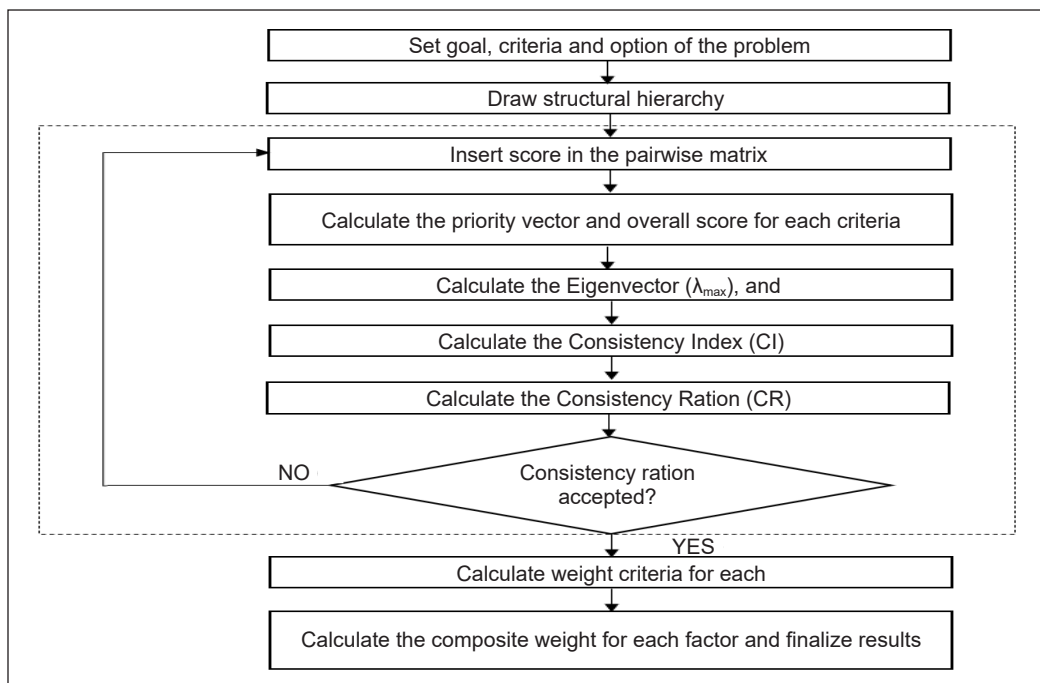 Set goal, criteria and option of the problem
Draw structural hierarchy
Insert score in the pairwise matrix
Calculate the priority vector and overall score for each criteria
Calculate the Eigenvector (λmax), and
Calculate the Consistency Index (CI)
Calculate the Consistency Ration (CR)
NO
Consistency ration
accepted?
YES
Calculate weight criteria for each
Calculate the composite weight for each factor and finalize results